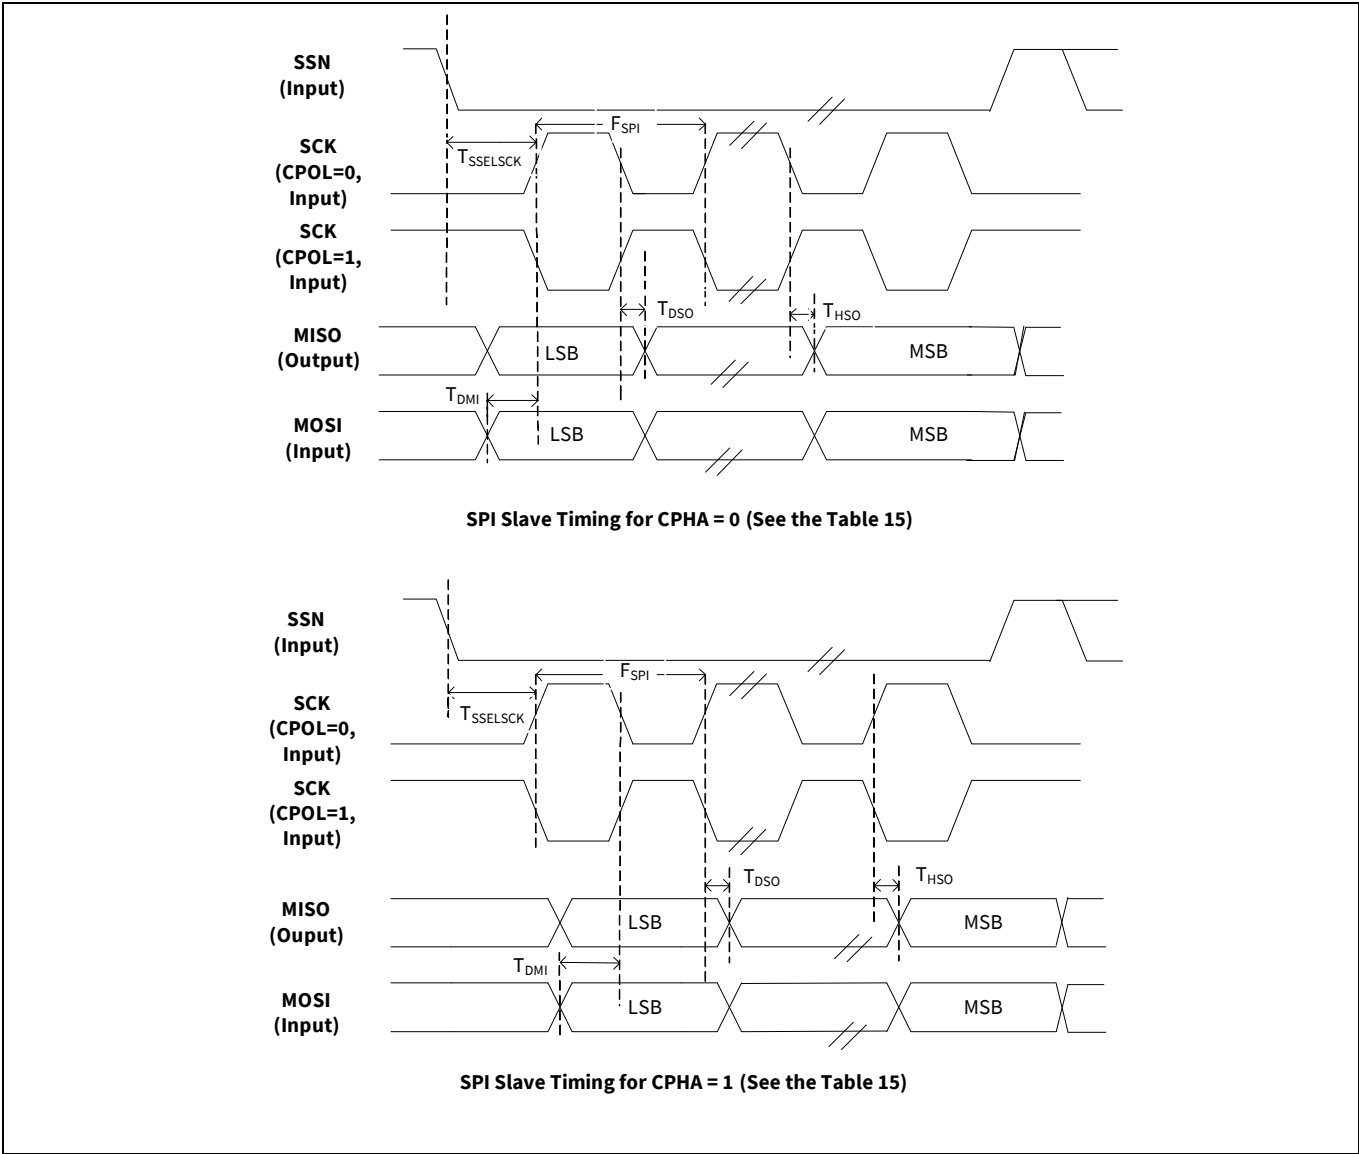 SSN
(Input)
FSPI
SCK
(CPOL=0,
Input)
TSSELSCK
SCK
(CPOL=1,
Input)
TDSO
THSO
MISO
(Output)
LSB
MSB
TDMI
MOSI
(Input)
LSB
MSB
SPI Slave Timing for CPHA = 0 (See the Table 15)
SSN
(Input)
FSPI
SCK
(CPOL=0,
Input)
TSSELSCK
SCK
(CPOL=1,
Input)
TDSO
THSO
MISO
(Ouput)
LSB
MSB
TDMI
MOSI
(Input)
LSB
MSB
SPI Slave Timing for CPHA = 1 (See the Table 15)